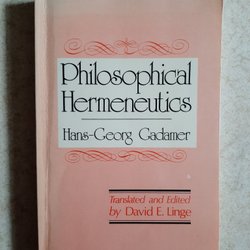 Philosophical
Hermeneutics
Hans-Georg Gadamer
Translated and Edited
by David E. Linge